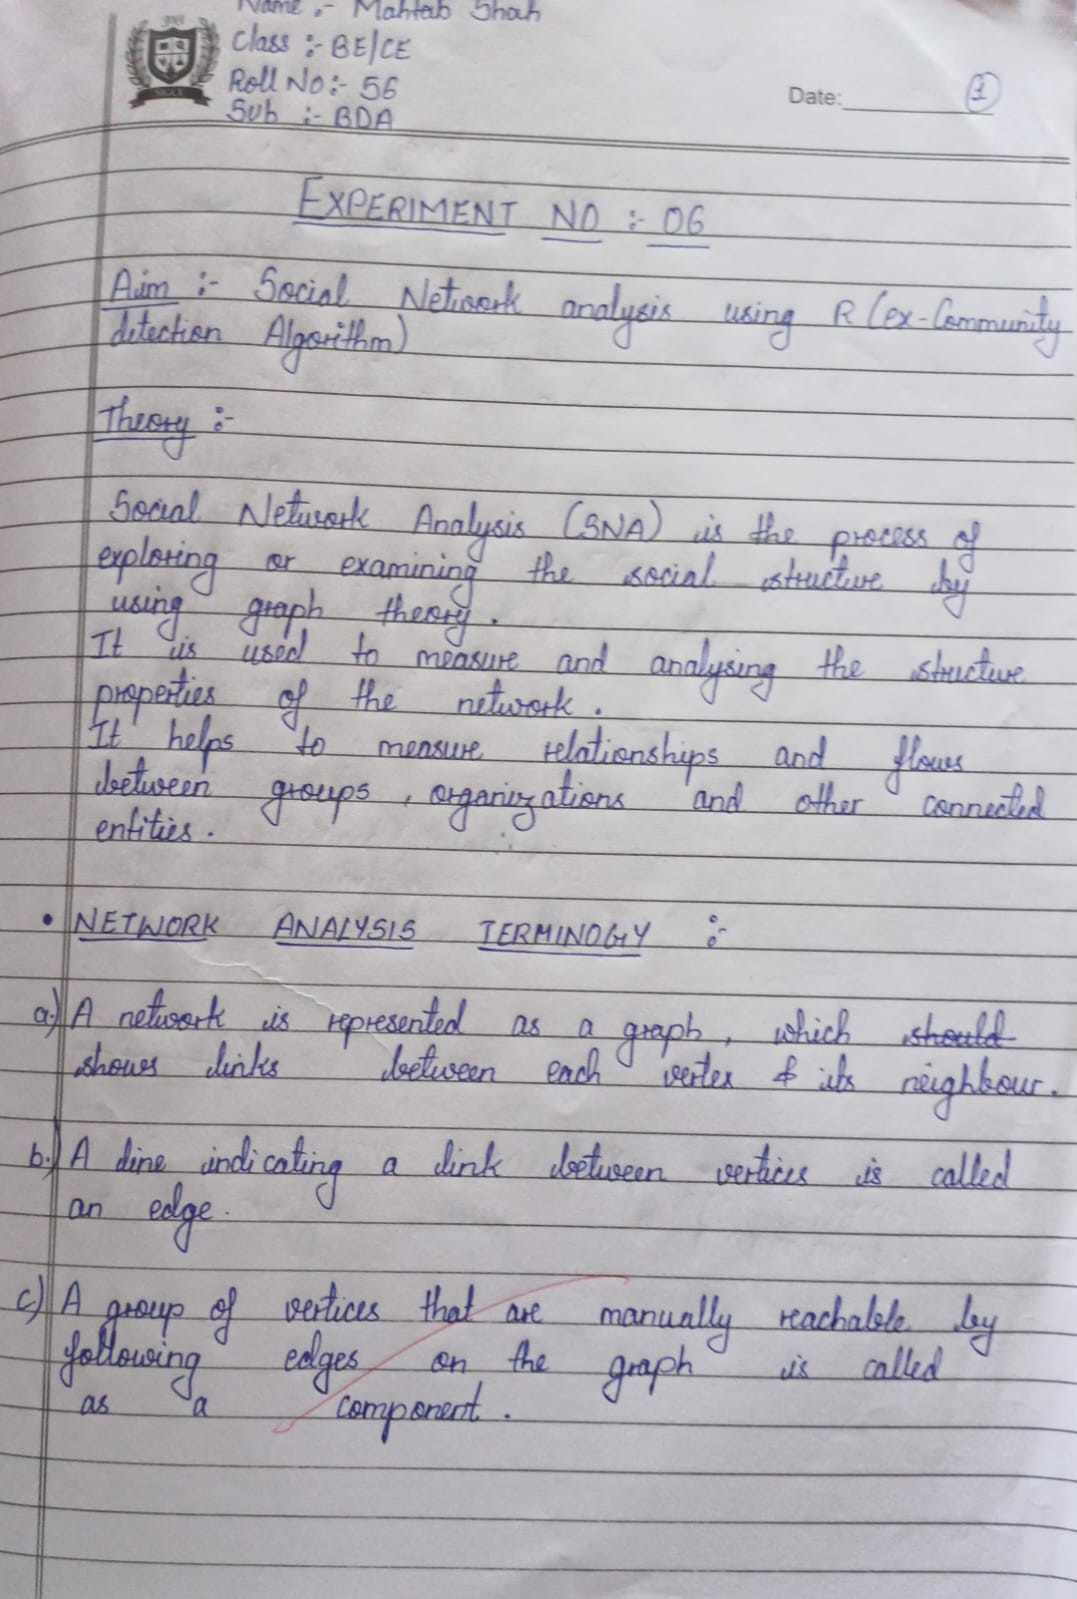 Name :- Mahtab Shah
Class :- BE/CE
Roll No :- 56
Sub :- BDA
Date:
1
EXPERIMENT NO :- 06
Aim :- Social Network analysis using R (ex-Community
detection Algorithm)
Theory :-
Social Network Analysis (SNA) is the process of
exploring or examining the social structure by
using graph theory.
It is used to measure and analysing the structure
properties of the network.
It helps to measure relationships and flows
between groups, organizations and other connected
entities.
• NETWORK ANALYSIS TERMINOGY :-
a.) A network is represented as a graph, which should
shows links between each vertex & its neighbour.
b.) A line indicating a link between vertices is called
an edge.
c) A group of vertices that are manually reachable by
following edges on the graph is called
as a component.